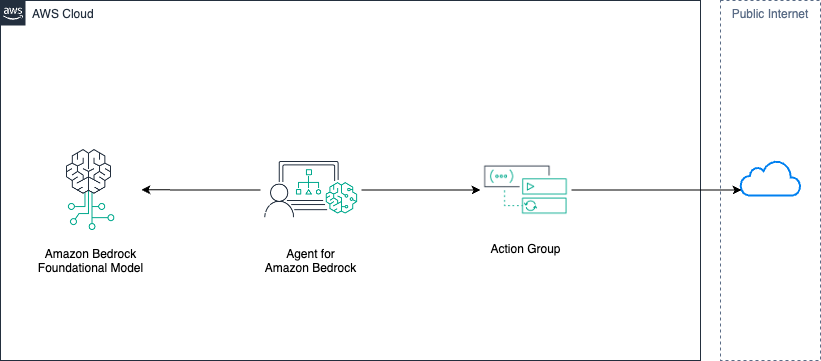 aws
AWS Cloud
Public Internet
Amazon Bedrock
Foundational Model
Agent for
Amazon Bedrock
Action Group